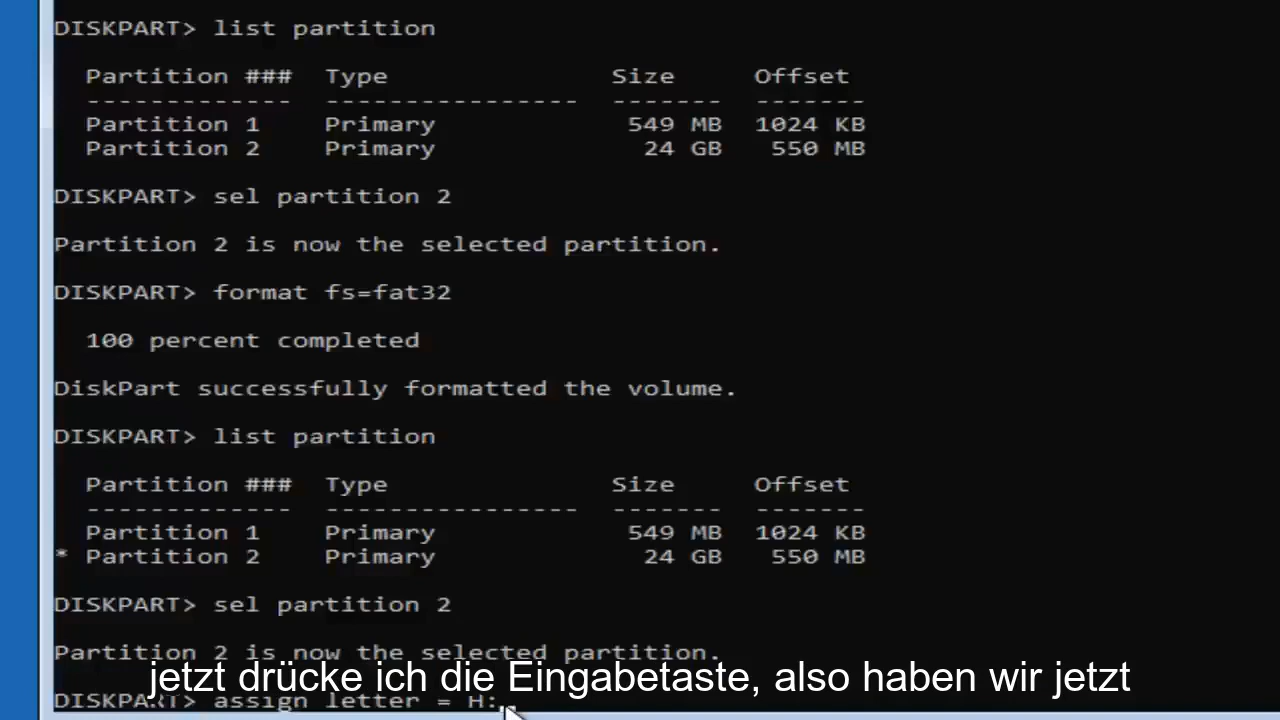 DISKPART> list partition
Partition ### Type Size Offset
------------- ---------------- ------- -------
Partition 1 Primary 549 MB 1024 KB
Partition 2 Primary 24 GB 550 MB
DISKPART> sel partition 2
Partition 2 is now the selected partition.
DISKPART> format fs=fat32
100 percent completed
DiskPart successfully formatted the volume.
DISKPART> list partition
Partition ### Type Size Offset
------------- ---------------- ------- -------
Partition 1 Primary 549 MB 1024 KB
* Partition 2 Primary 24 GB 550 MB
DISKPART> sel partition 2
Partition 2 is now the selected partition.
jetzt drücke ich die Eingabetaste, also haben wir jetzt
DISKPART> assign letter = H:_